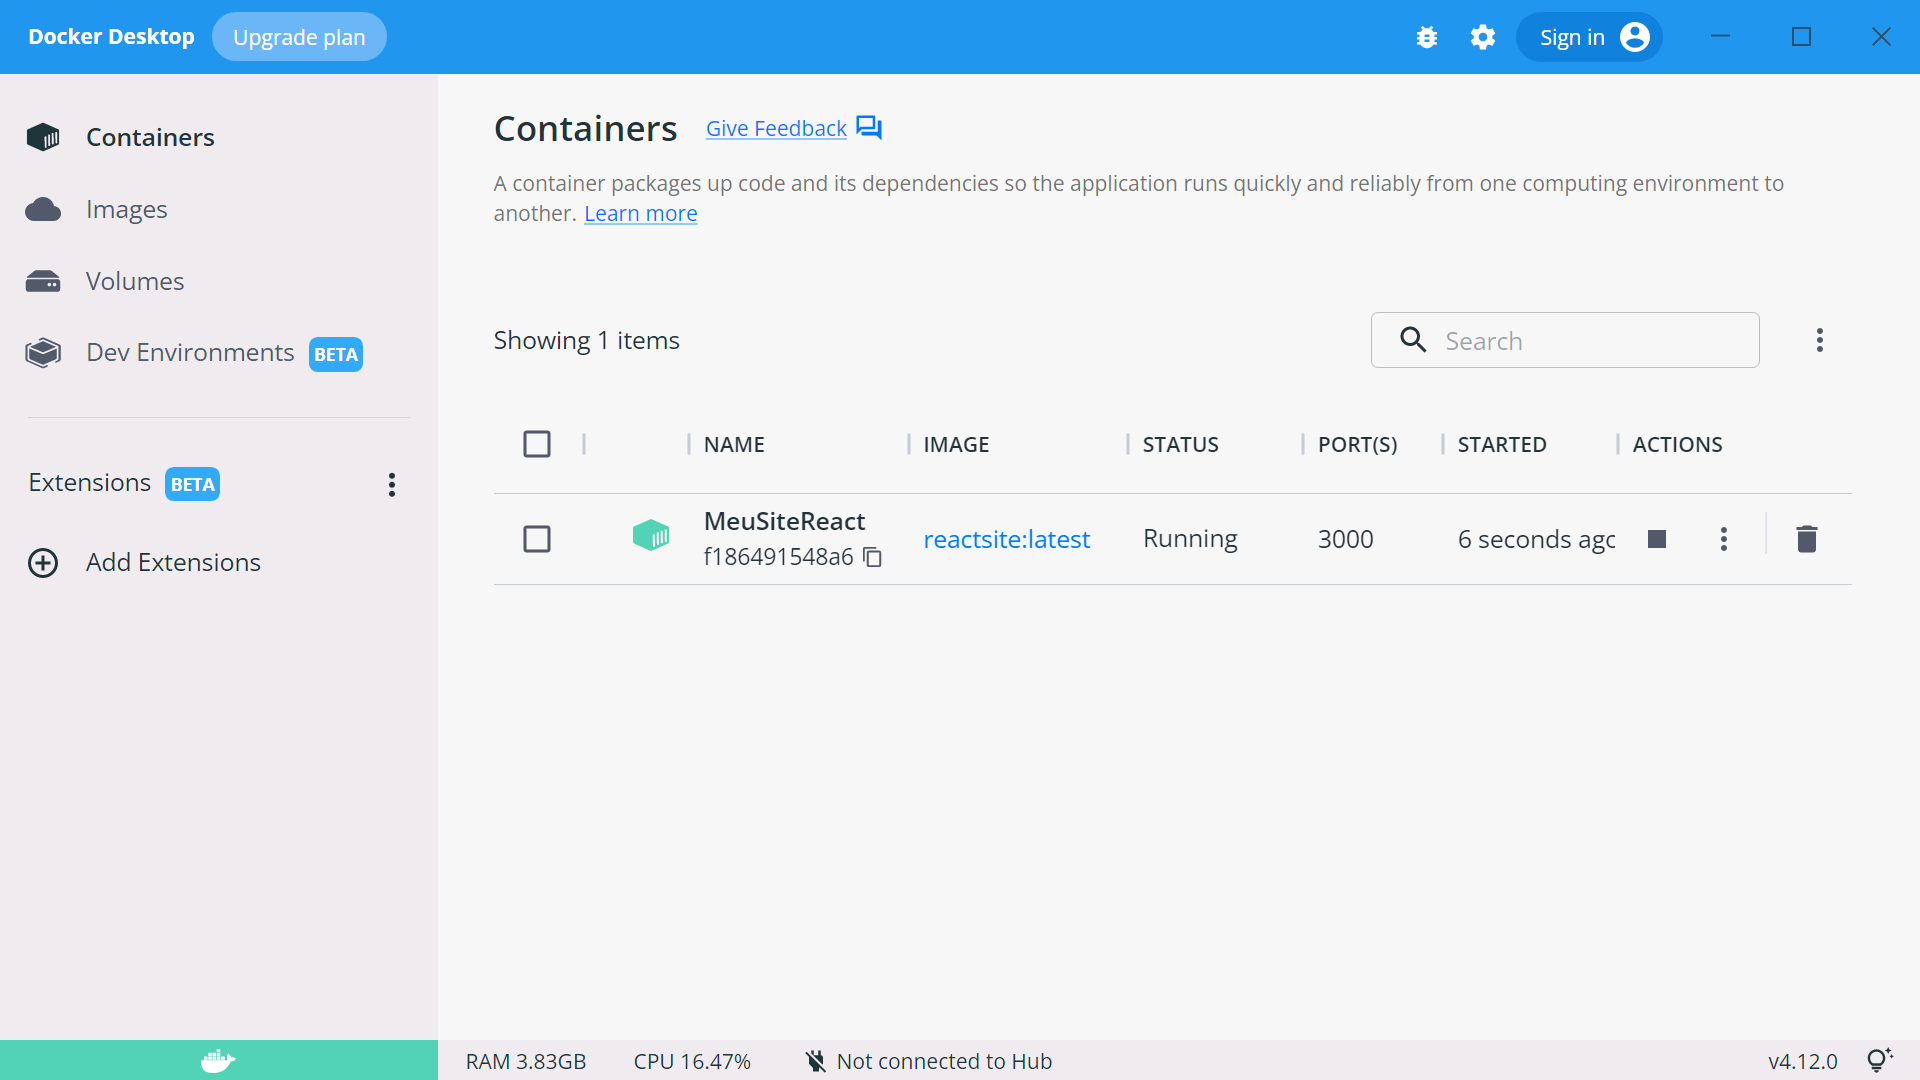 Docker Desktop
Upgrade plan
Sign in
Containers
Images
Volumes
Dev Environments BETA
Extensions BETA
Add Extensions
Containers Give Feedback
A container packages up code and its dependencies so the application runs quickly and reliably from one computing environment to
another. Learn more
Showing 1 items
Search
NAME IMAGE STATUS PORT(S) STARTED ACTIONS
MeuSiteReact
f186491548a6
reactsite:latest
Running
3000
6 seconds agc
RAM 3.83GB CPU 16.47% Not connected to Hub v4.12.0